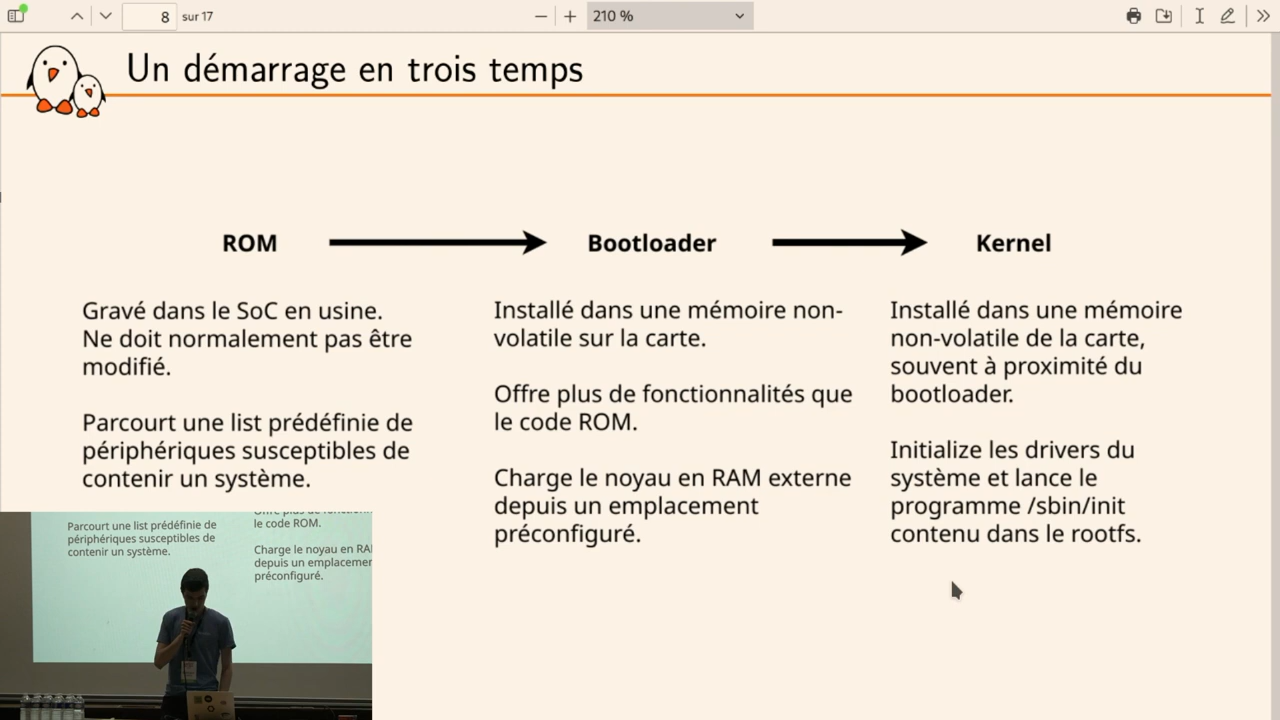 8 sur 17
210 %
Un démarrage en trois temps
ROM
Bootloader
Kernel
Gravé dans le SoC en usine.
Ne doit normalement pas être
modifié.
Parcourt une list prédéfinie de
périphériques susceptibles de
contenir un système.
Installé dans une mémoire non-
volatile sur la carte.
Offre plus de fonctionnalités que
le code ROM.
Charge le noyau en RAM externe
depuis un emplacement
préconfiguré.
Installé dans une mémoire
non-volatile de la carte,
souvent à proximité du
bootloader.
Initialize les drivers du
système et lance le
programme /sbin/init
contenu dans le rootfs.
Parcourt une list prédéfinie de
périphériques susceptibles de
contenir un système.
le code ROM.
Charge le noyau en RA
depuis un emplacemer
préconfiguré.